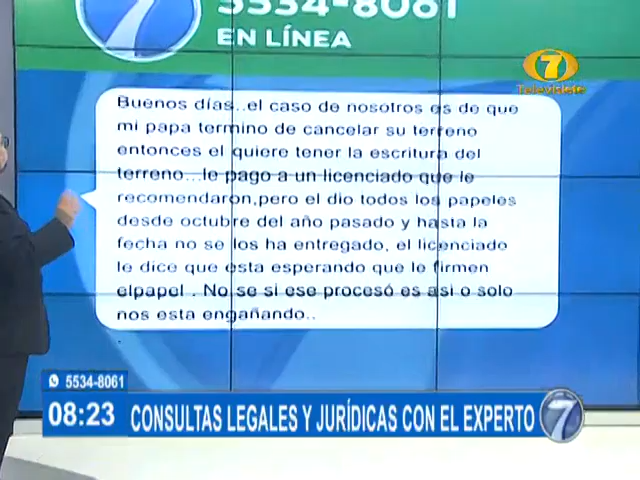 5534-8061
EN LÍNEA
7
Televisiete
Buenos días..el caso de nosotros es de que
mi papa termino de cancelar su terreno
entonces el quiere tener la escritura del
terreno...le pago a un licenciado que le
recomendaron,pero el dio todos los papeles
desde octubre del año pasado y hasta la
fecha no se los ha entregado, el licenciado
le dice que esta esperando que le firmen
elpapel . No se si ese procesó es asi o solo
nos esta engañando..
5534-8061
08:23 CONSULTAS LEGALES Y JURÍDICAS CON EL EXPERTO 7